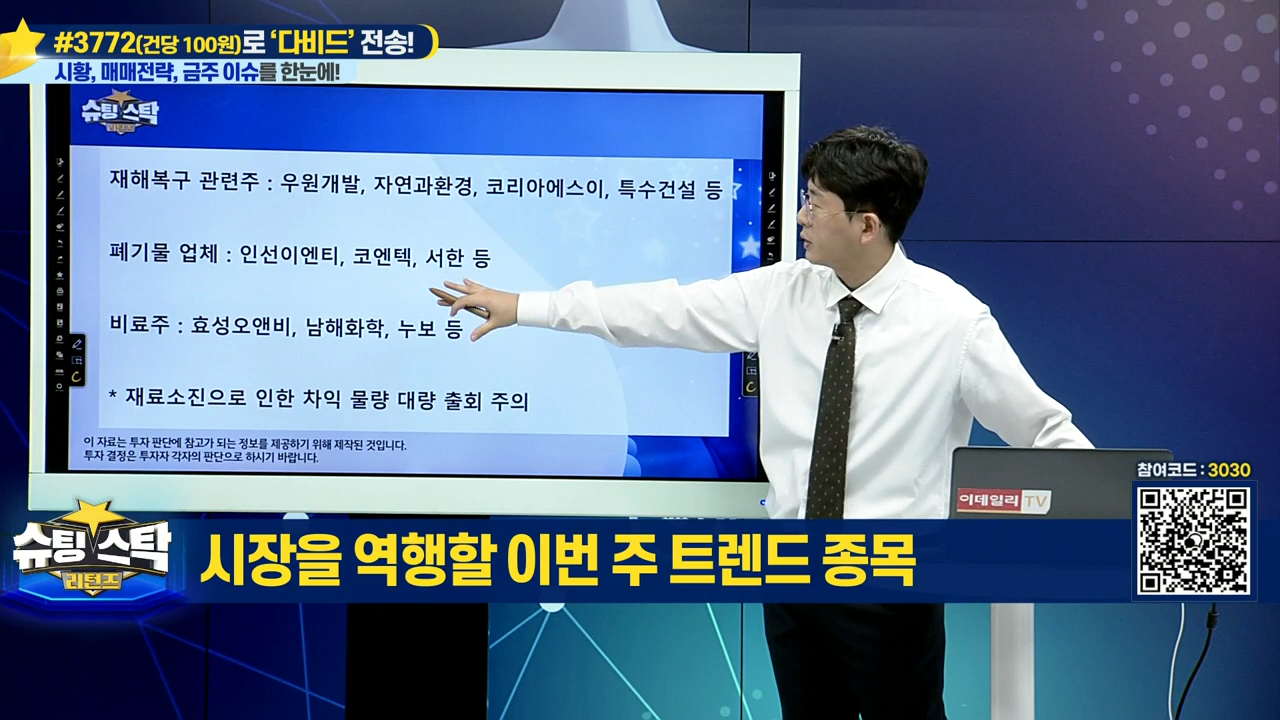 #3772(건당 100원)로 ‘다비드’ 전송!
시황, 매매전략, 금주 이슈를 한눈에!
슈팅 스탁
리턴즈
재해복구 관련주 : 우원개발, 자연과환경, 코리아에스이, 특수건설 등
폐기물 업체 : 인선이엔티, 코엔텍, 서한 등
비료주 : 효성오앤비, 남해화학, 누보 등
* 재료소진으로 인한 차익 물량 대량 출회 주의
이 자료는 투자 판단에 참고가 되는 정보를 제공하기 위해 제작된 것입니다.
투자 결정은 투자자 각자의 판단으로 하시기 바랍니다.
참여코드 : 3030
이데일리 TV
슈팅 스탁
리턴즈
시장을 역행할 이번 주 트렌드 종목